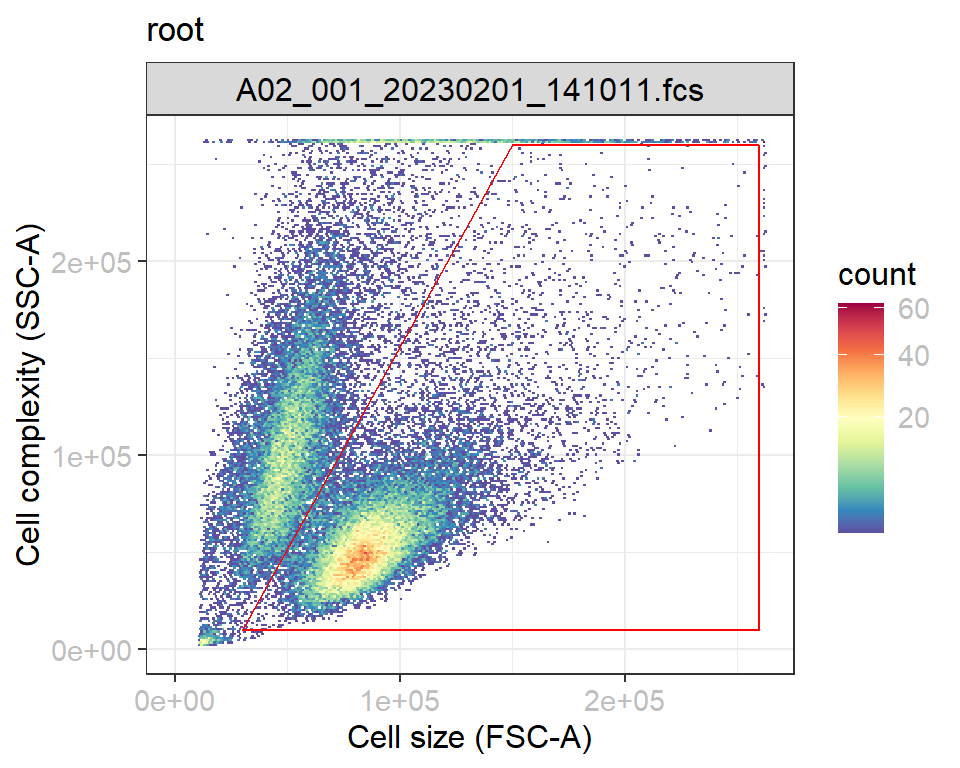 root
A02_001_20230201_141011.fcs
Cell complexity (SSC-A)
2e+05
1e+05
0e+00
0e+00 1e+05 2e+05
Cell size (FSC-A)
count
60
40
20